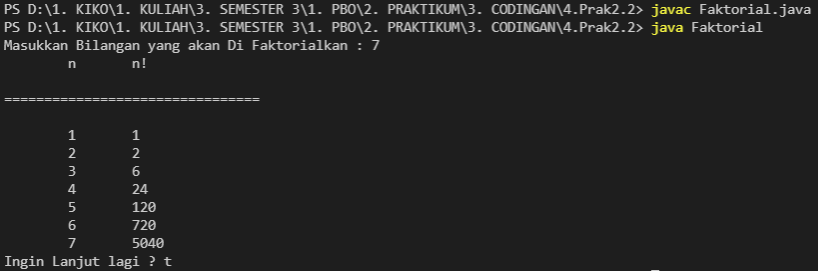 PS D:\1. KIKO\1. KULIAH\3. SEMESTER 3\1. PBO\2. PRAKTIKUM\3. CODINGAN\4.Prak2.2> javac Faktorial.java
PS D:\1. KIKO\1. KULIAH\3. SEMESTER 3\1. PBO\2. PRAKTIKUM\3. CODINGAN\4.Prak2.2> java Faktorial
Masukkan Bilangan yang akan Di Faktorialkan : 7
n n!
================================
1 1
2 2
3 6
4 24
5 120
6 720
7 5040
Ingin Lanjut lagi ? t